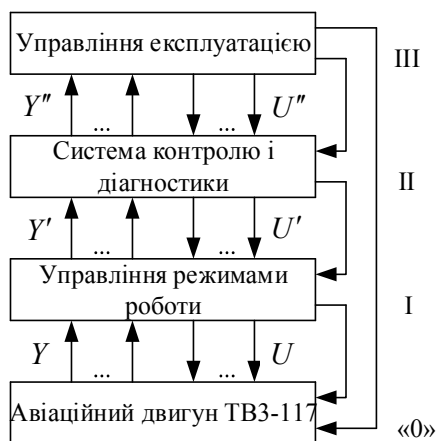 Управління експлуатацією
III
Y″
U″
... ...
Система контролю і
діагностики
II
Y′
U′
... ...
Управління режимами
роботи
I
Y
U
... ...
Авіаційний двигун ТВ3-117
«0»